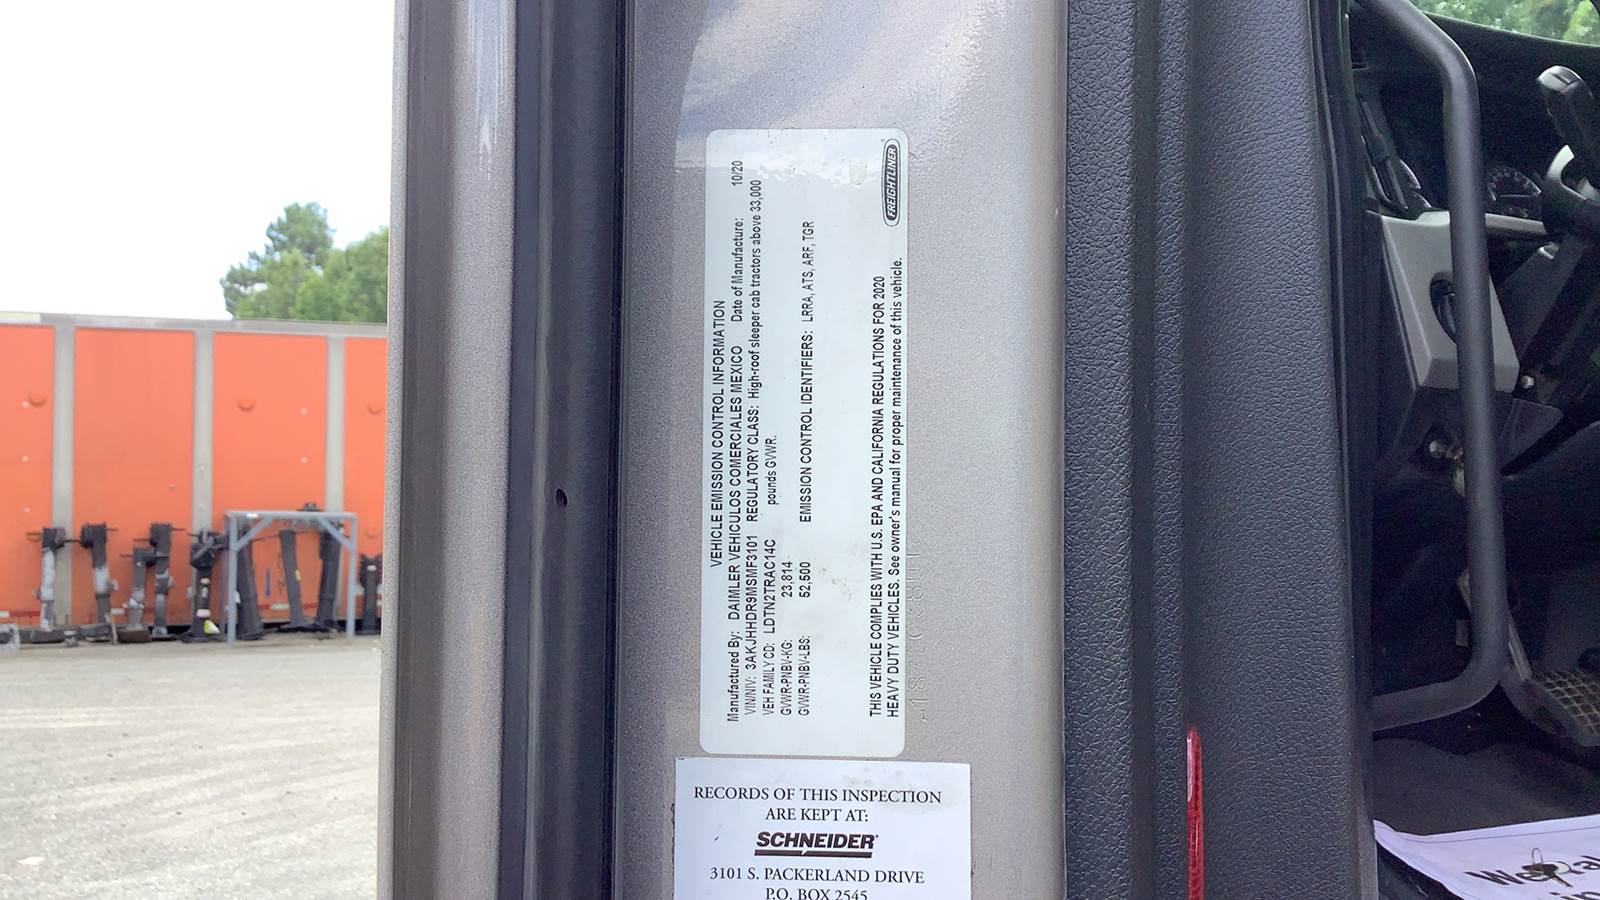 VEHICLE EMISSION CONTROL INFORMATION
Manufactured By: DAIMLER VEHICULOS COMERCIALES MEXICO Date of Manufacture: 10/20
VIN/NIV: 3AKJHHDR9MSMF3101 REGULATORY CLASS: High-roof sleeper cab tractors above 33,000
VEH FAMILY CD: LDTN2TRAC14C pounds GVWR.
GVWR-PNBV-KG: 23,814
GVWR-PNBV-LBS: 52,500 EMISSION CONTROL IDENTIFIERS: LRRA, ATS, ARF, TGR
THIS VEHICLE COMPLIES WITH U.S. EPA AND CALIFORNIA REGULATIONS FOR 2020
HEAVY DUTY VEHICLES. See owner's manual for proper maintenance of this vehicle.
FREIGHTLINER
RECORDS OF THIS INSPECTION
ARE KEPT AT:
SCHNEIDER
3101 S. PACKERLAND DRIVE
P.O. BOX 2545